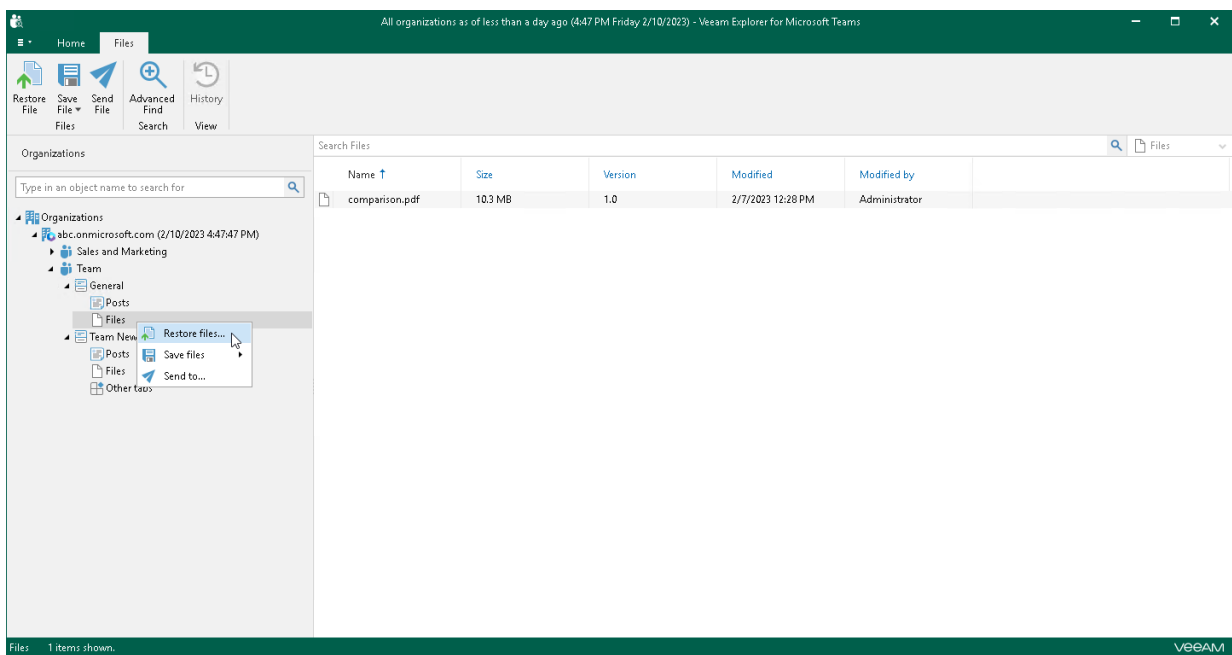 All organizations as of less than a day ago (4:47 PM Friday 2/10/2023) - Veeam Explorer for Microsoft Teams
Home Files
Restore File Save File Send File Advanced Find History
Files Search View
Organizations
Search Files Files
Type in an object name to search for
Name Size Version Modified Modified by
comparison.pdf 10.3 MB 1.0 2/7/2023 12:28 PM Administrator
Organizations
abc.onmicrosoft.com (2/10/2023 4:47:47 PM)
Sales and Marketing
Team
General
Posts
Files
Restore files...
Team New
Posts
Save files
Files
Send to...
Other tabs
Files 1 items shown.
VEEAM